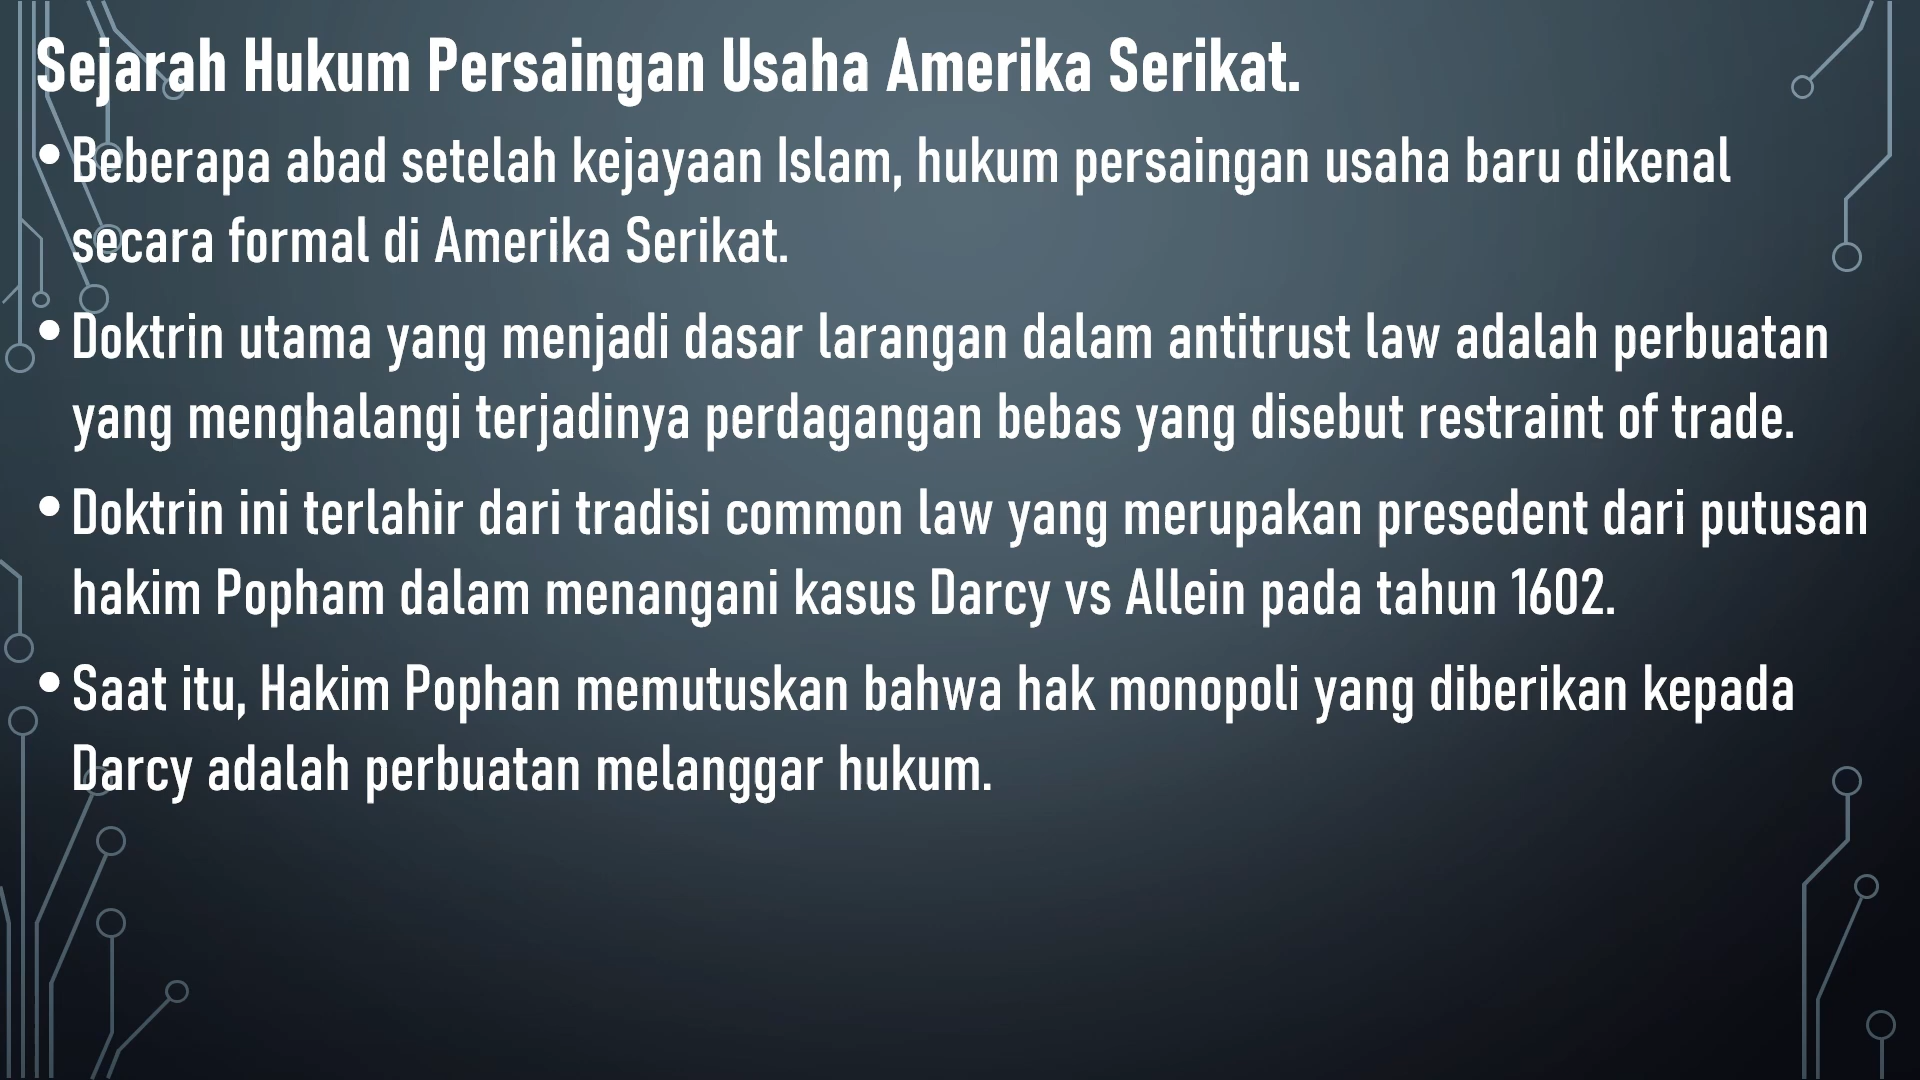 Sejarah Hukum Persaingan Usaha Amerika Serikat.
• Beberapa abad setelah kejayaan Islam, hukum persaingan usaha baru dikenal
secara formal di Amerika Serikat.
• Doktrin utama yang menjadi dasar larangan dalam antitrust law adalah perbuatan
yang menghalangi terjadinya perdagangan bebas yang disebut restraint of trade.
• Doktrin ini terlahir dari tradisi common law yang merupakan presedent dari putusan
hakim Popham dalam menangani kasus Darcy vs Allein pada tahun 1602.
• Saat itu, Hakim Pophan memutuskan bahwa hak monopoli yang diberikan kepada
Darcy adalah perbuatan melanggar hukum.